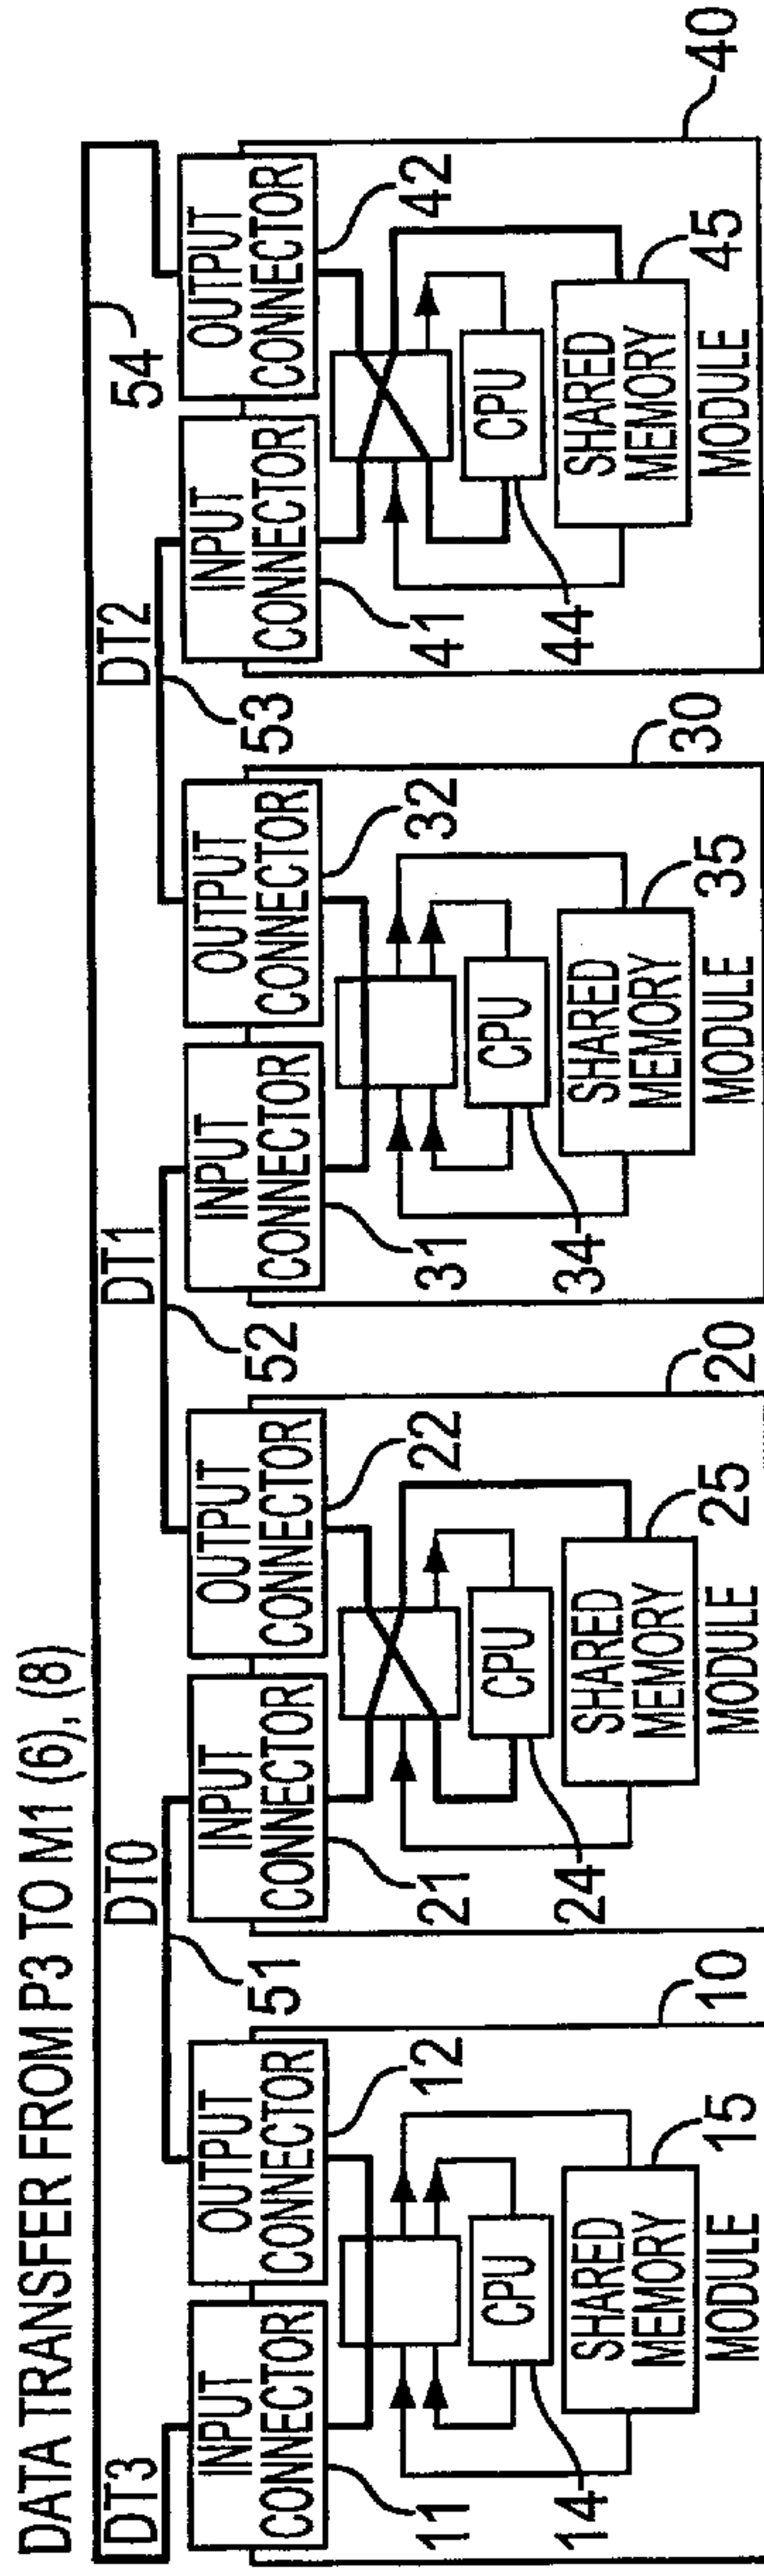 DATA TRANSFER FROM P3 TO M1 (6), (8)
DT3
DT0
DT1
DT2
54
51
52
53
INPUT
CONNECTOR
OUTPUT
CONNECTOR
11
12
CPU
14
SHARED
MEMORY
15
MODULE
10
INPUT
CONNECTOR
OUTPUT
CONNECTOR
21
22
CPU
24
SHARED
MEMORY
25
MODULE
20
INPUT
CONNECTOR
OUTPUT
CONNECTOR
31
32
CPU
34
SHARED
MEMORY
35
MODULE
30
INPUT
CONNECTOR
OUTPUT
CONNECTOR
41
42
CPU
44
SHARED
MEMORY
45
MODULE
40